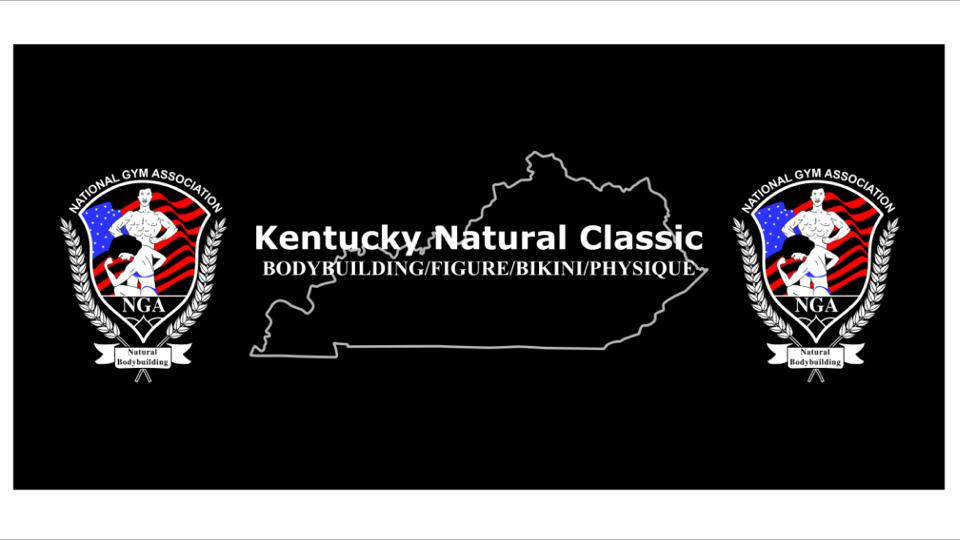 NATIONAL GYM ASSOCIATION
NGA
Natural
Bodybuilding
Kentucky Natural Classic
BODYBUILDING/FIGURE/BIKINI/PHYSIQUE
NATIONAL GYM ASSOCIATION
NGA
Natural
Bodybuilding